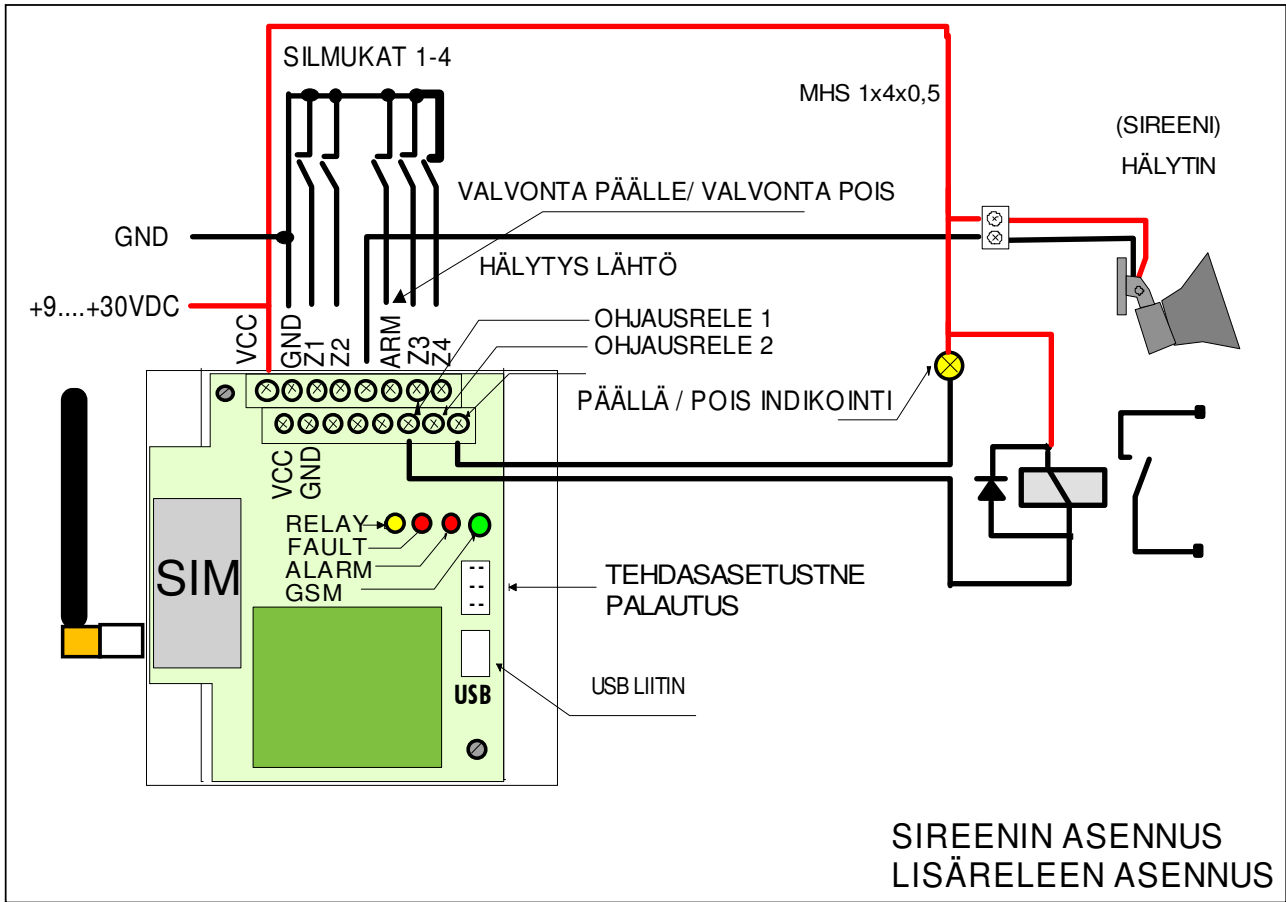 SILMUKAT 1-4
MHS 1x4x0,5
(SIREENI)
HÄLYTIN
VALVONTA PÄÄLLE/ VALVONTA POIS
GND
HÄLYTYS LÄHTÖ
+9....+30VDC
VCC
GND
Z1
Z2
ARM
Z3
Z4
OHJAUSRELE 1
OHJAUSRELE 2
PÄÄLLÄ / POIS INDIKOINTI
VCC
GND
RELAY
FAULT
ALARM
GSM
SIM
TEHDASASETUSTNE
PALAUTUS
USB LIITIN
USB
SIREENIN ASENNUS
LISÄRELEEN ASENNUS